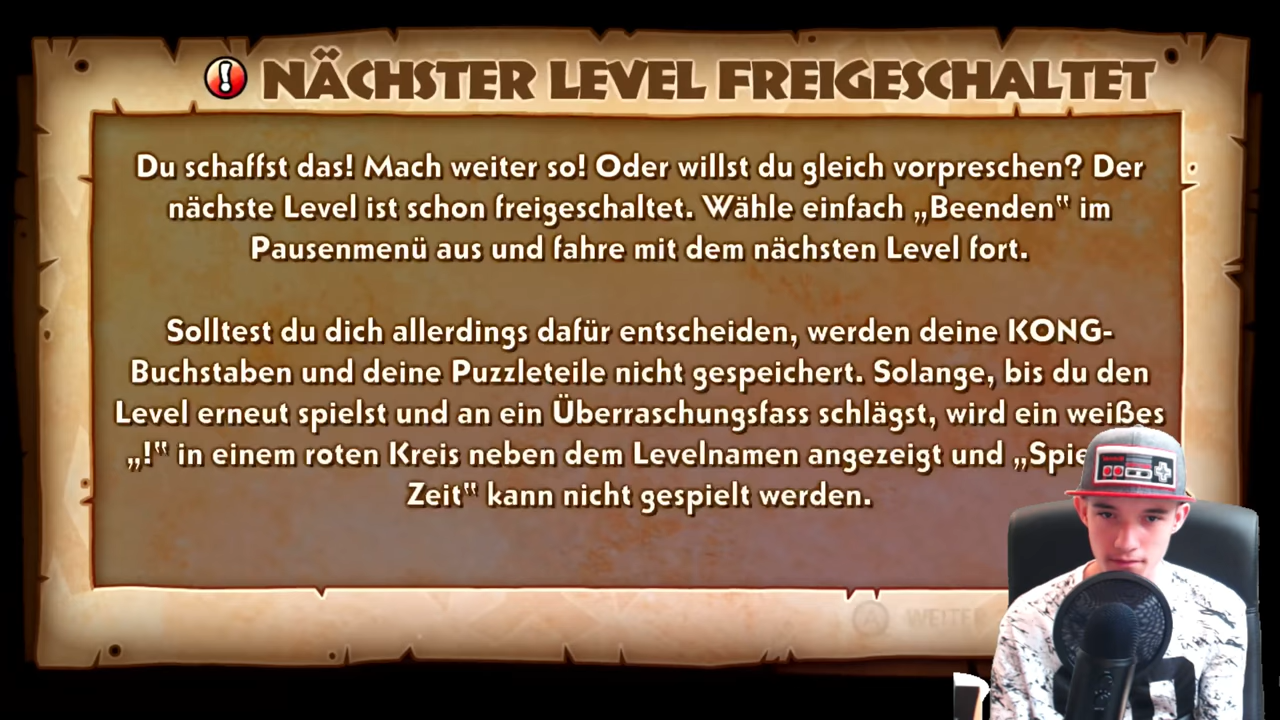 NÄCHSTER LEVEL FREIGESCHALTET
Du schaffst das! Mach weiter so! Oder willst du gleich vorpreschen? Der
nächste Level ist schon freigeschaltet. Wähle einfach „Beenden‟ im
Pausenmenü aus und fahre mit dem nächsten Level fort.
Solltest du dich allerdings dafür entscheiden, werden deine KONG-
Buchstaben und deine Puzzleteile nicht gespeichert. Solange, bis du den
Level erneut spielst und an ein Überraschungsfass schlägst, wird ein weißes
„!‟ in einem roten Kreis neben dem Levelnamen angezeigt und
Zeit‟ kann nicht gespielt werden.
A WEITER